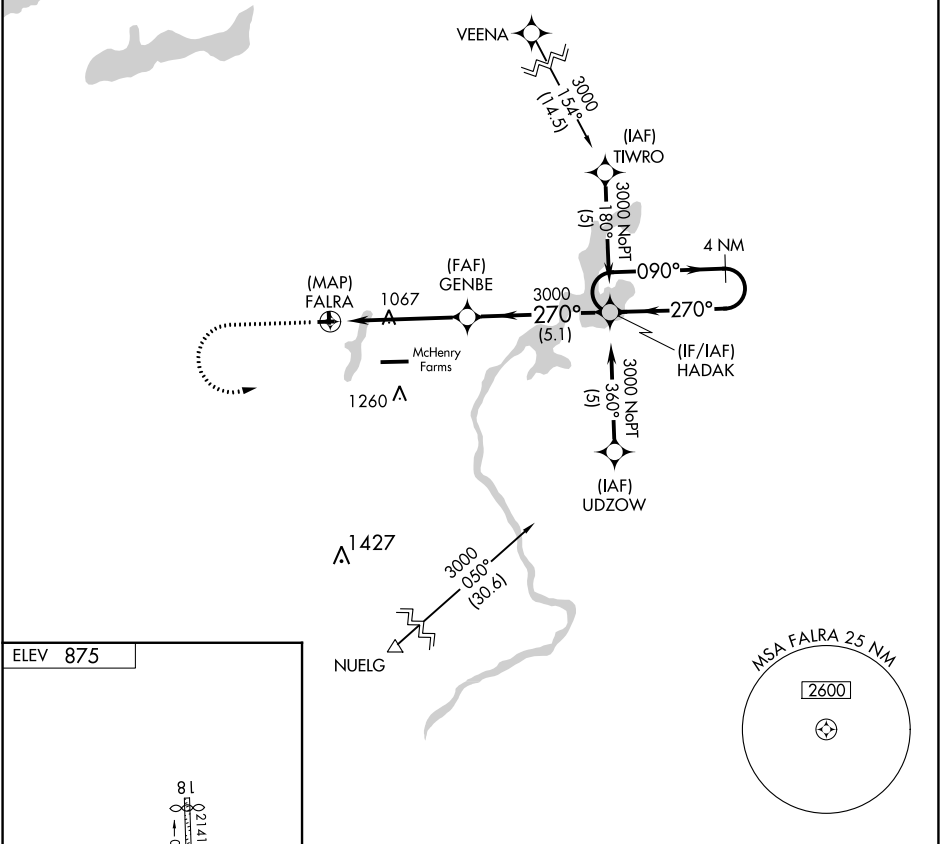 VEENA
3000
154°
(14.5)
(IAF)
TIWRO
3000 NoPT
180°
(5)
4 NM
090°
(FAF)
GENBE
(MAP)
FALRA
1067
3000
270°
(5.1)
270°
McHenry
Farms
(IF/IAF)
HADAK
1260
3000 NoPT
360°
(5)
(IAF)
UDZOW
1427
3000
050°
(30.6)
NUELG
ELEV 875
MSA FALRA 25 NM
2600
18
2141